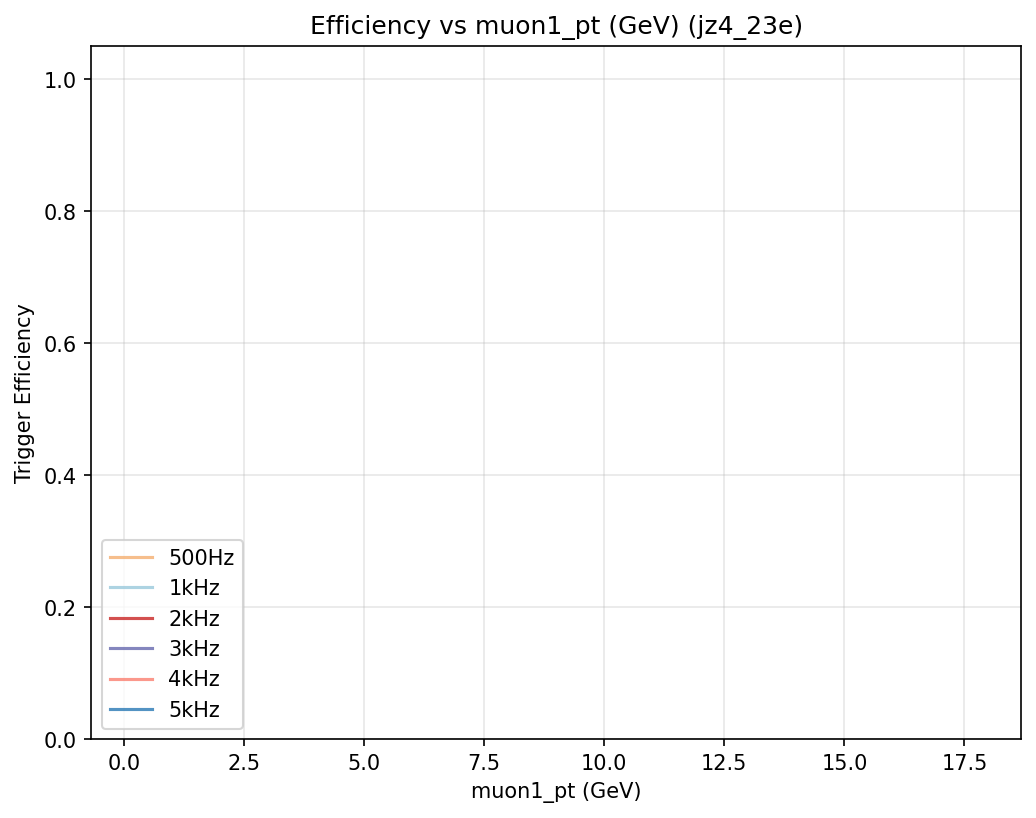 Efficiency vs muon1_pt (GeV) (jz4_23e)
Trigger Efficiency
1.0
0.8
0.6
0.4
0.2
0.0
500Hz
1kHz
2kHz
3kHz
4kHz
5kHz
0.0 2.5 5.0 7.5 10.0 12.5 15.0 17.5
muon1_pt (GeV)